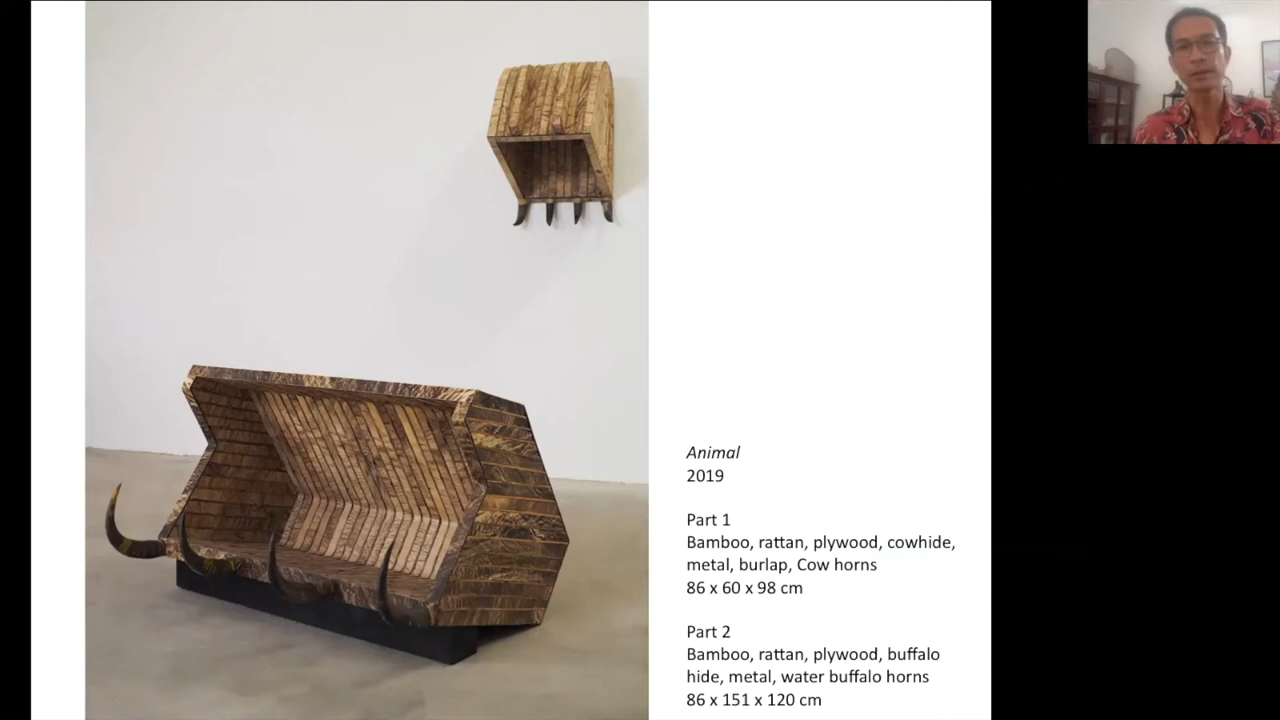 Animal
2019
Part 1
Bamboo, rattan, plywood, cowhide,
metal, burlap, Cow horns
86 x 60 x 98 cm
Part 2
Bamboo, rattan, plywood, buffalo
hide, metal, water buffalo horns
86 x 151 x 120 cm